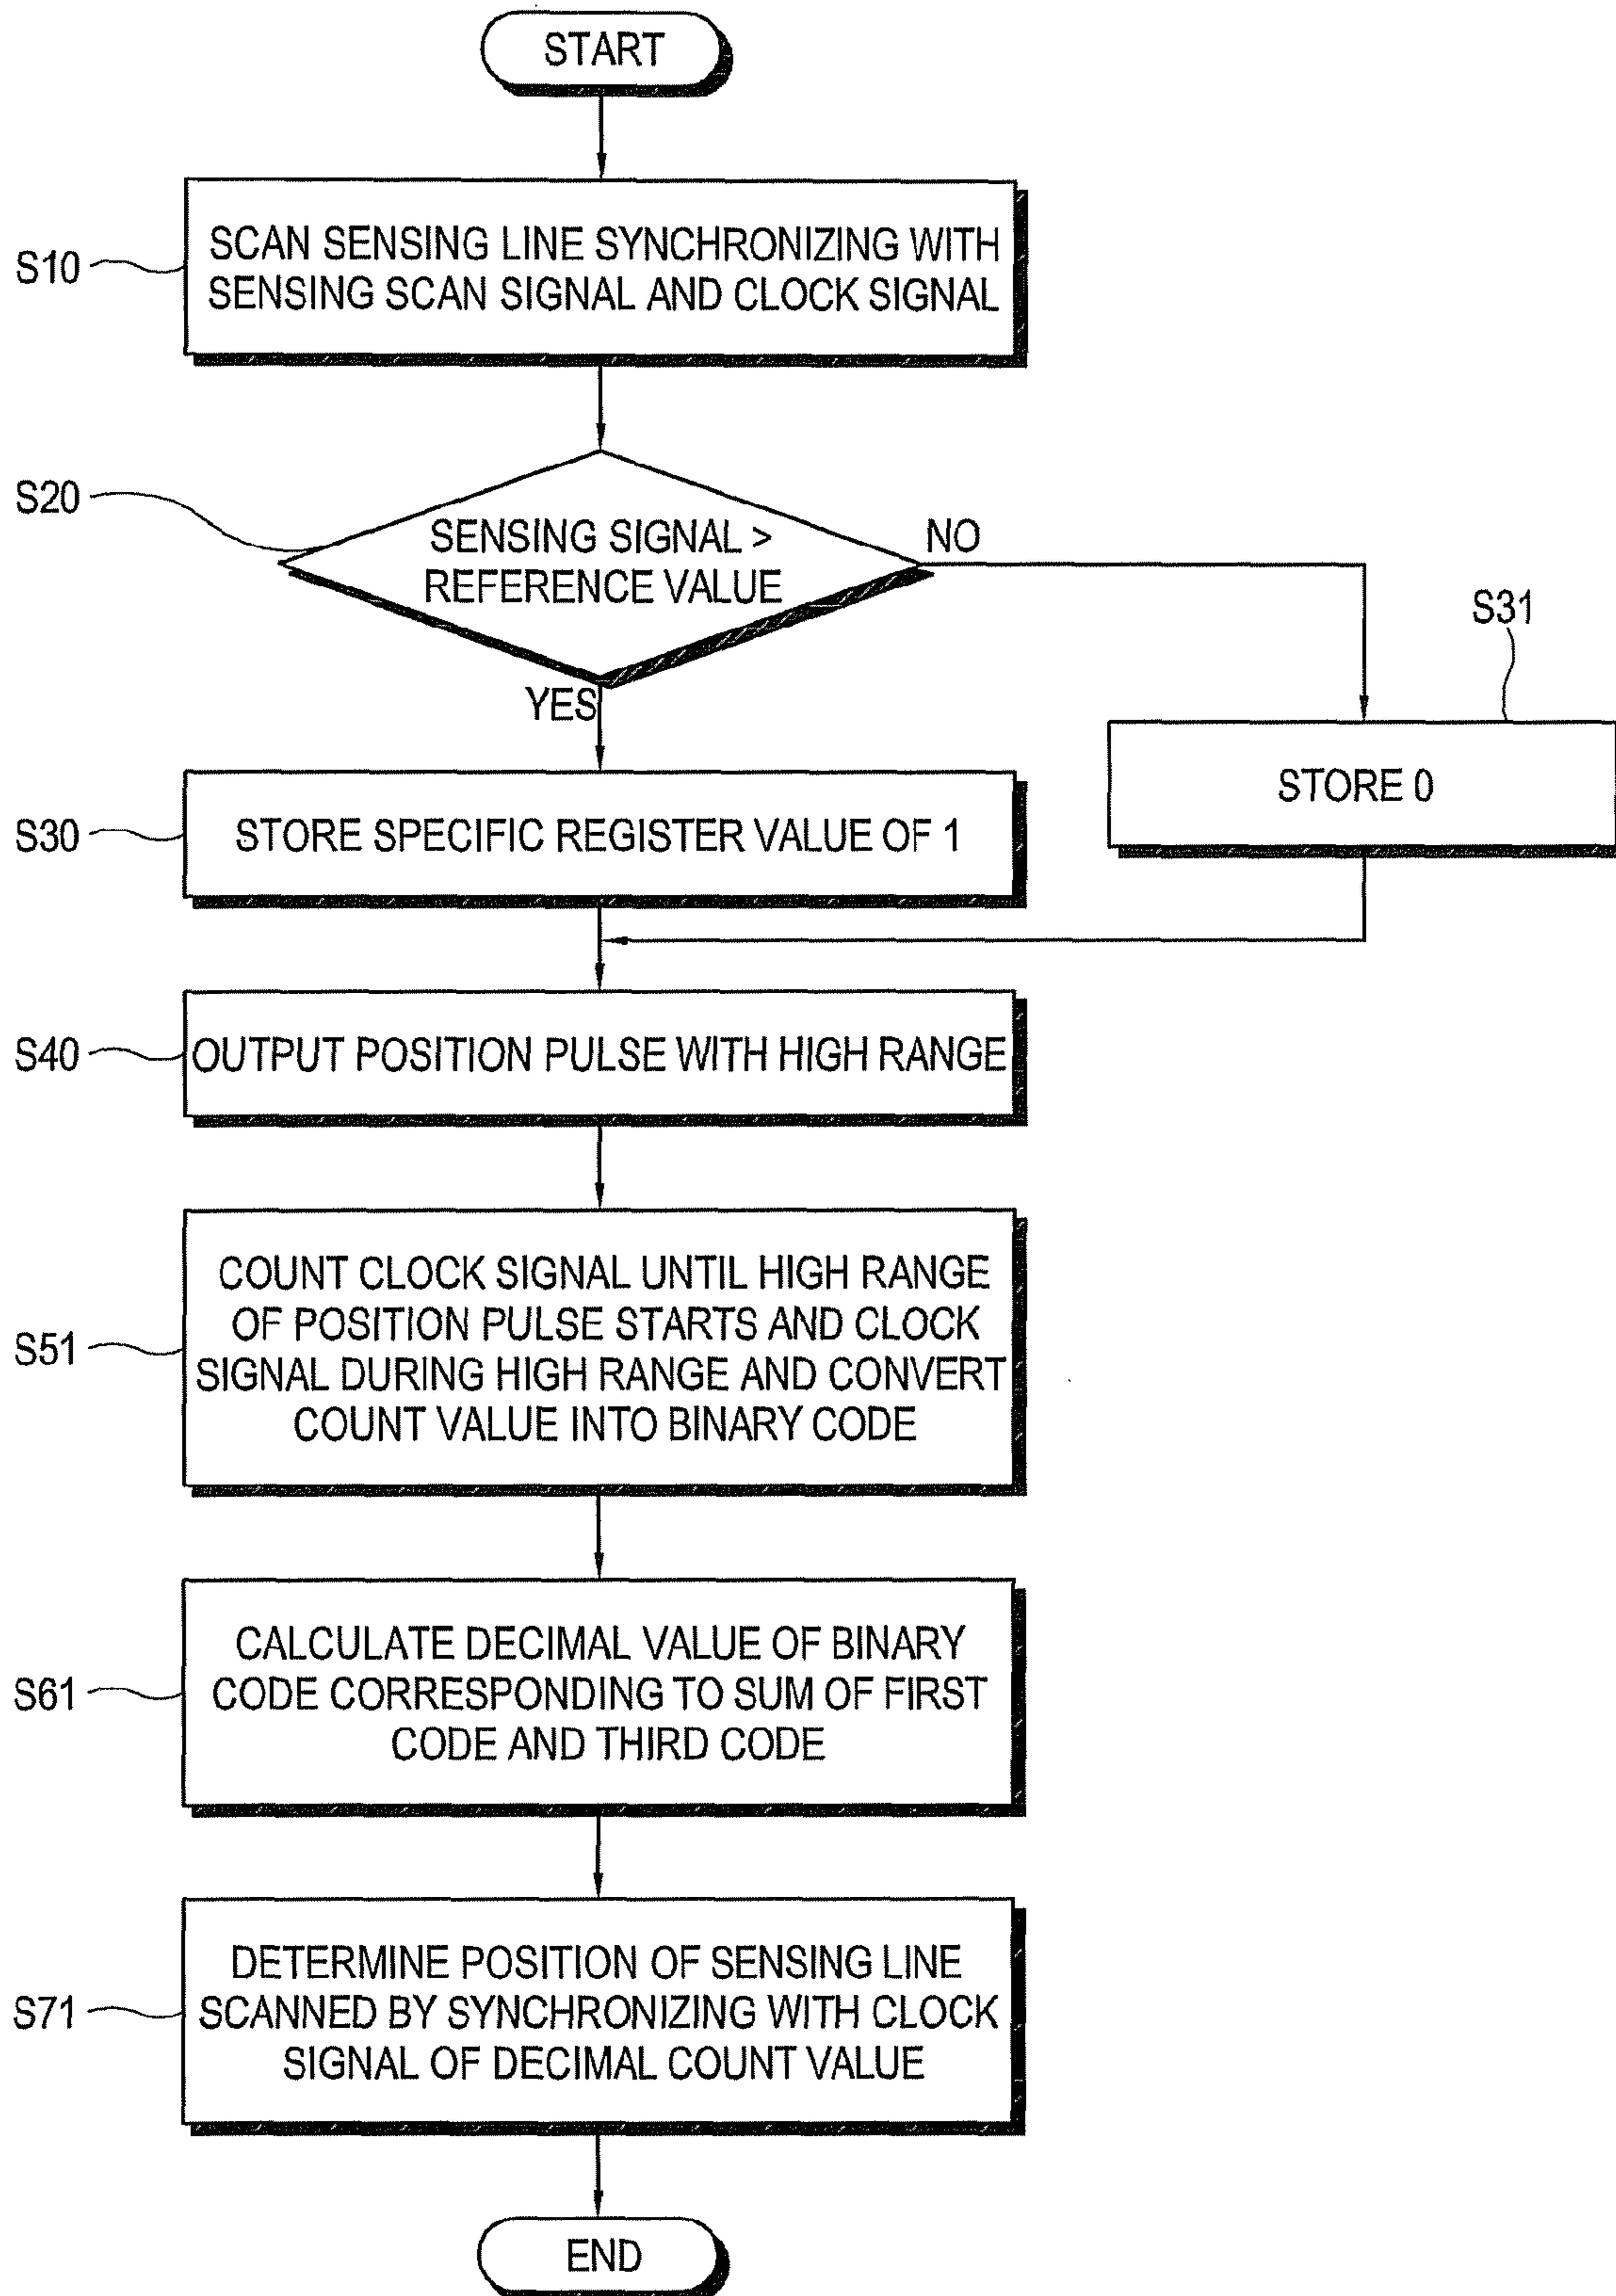 START
S10
SCAN SENSING LINE SYNCHRONIZING WITH
SENSING SCAN SIGNAL AND CLOCK SIGNAL
S20
SENSING SIGNAL >
REFERENCE VALUE
NO
YES
S31
STORE 0
S30
STORE SPECIFIC REGISTER VALUE OF 1
S40
OUTPUT POSITION PULSE WITH HIGH RANGE
S51
COUNT CLOCK SIGNAL UNTIL HIGH RANGE
OF POSITION PULSE STARTS AND CLOCK
SIGNAL DURING HIGH RANGE AND CONVERT
COUNT VALUE INTO BINARY CODE
S61
CALCULATE DECIMAL VALUE OF BINARY
CODE CORRESPONDING TO SUM OF FIRST
CODE AND THIRD CODE
S71
DETERMINE POSITION OF SENSING LINE
SCANNED BY SYNCHRONIZING WITH CLOCK
SIGNAL OF DECIMAL COUNT VALUE
END